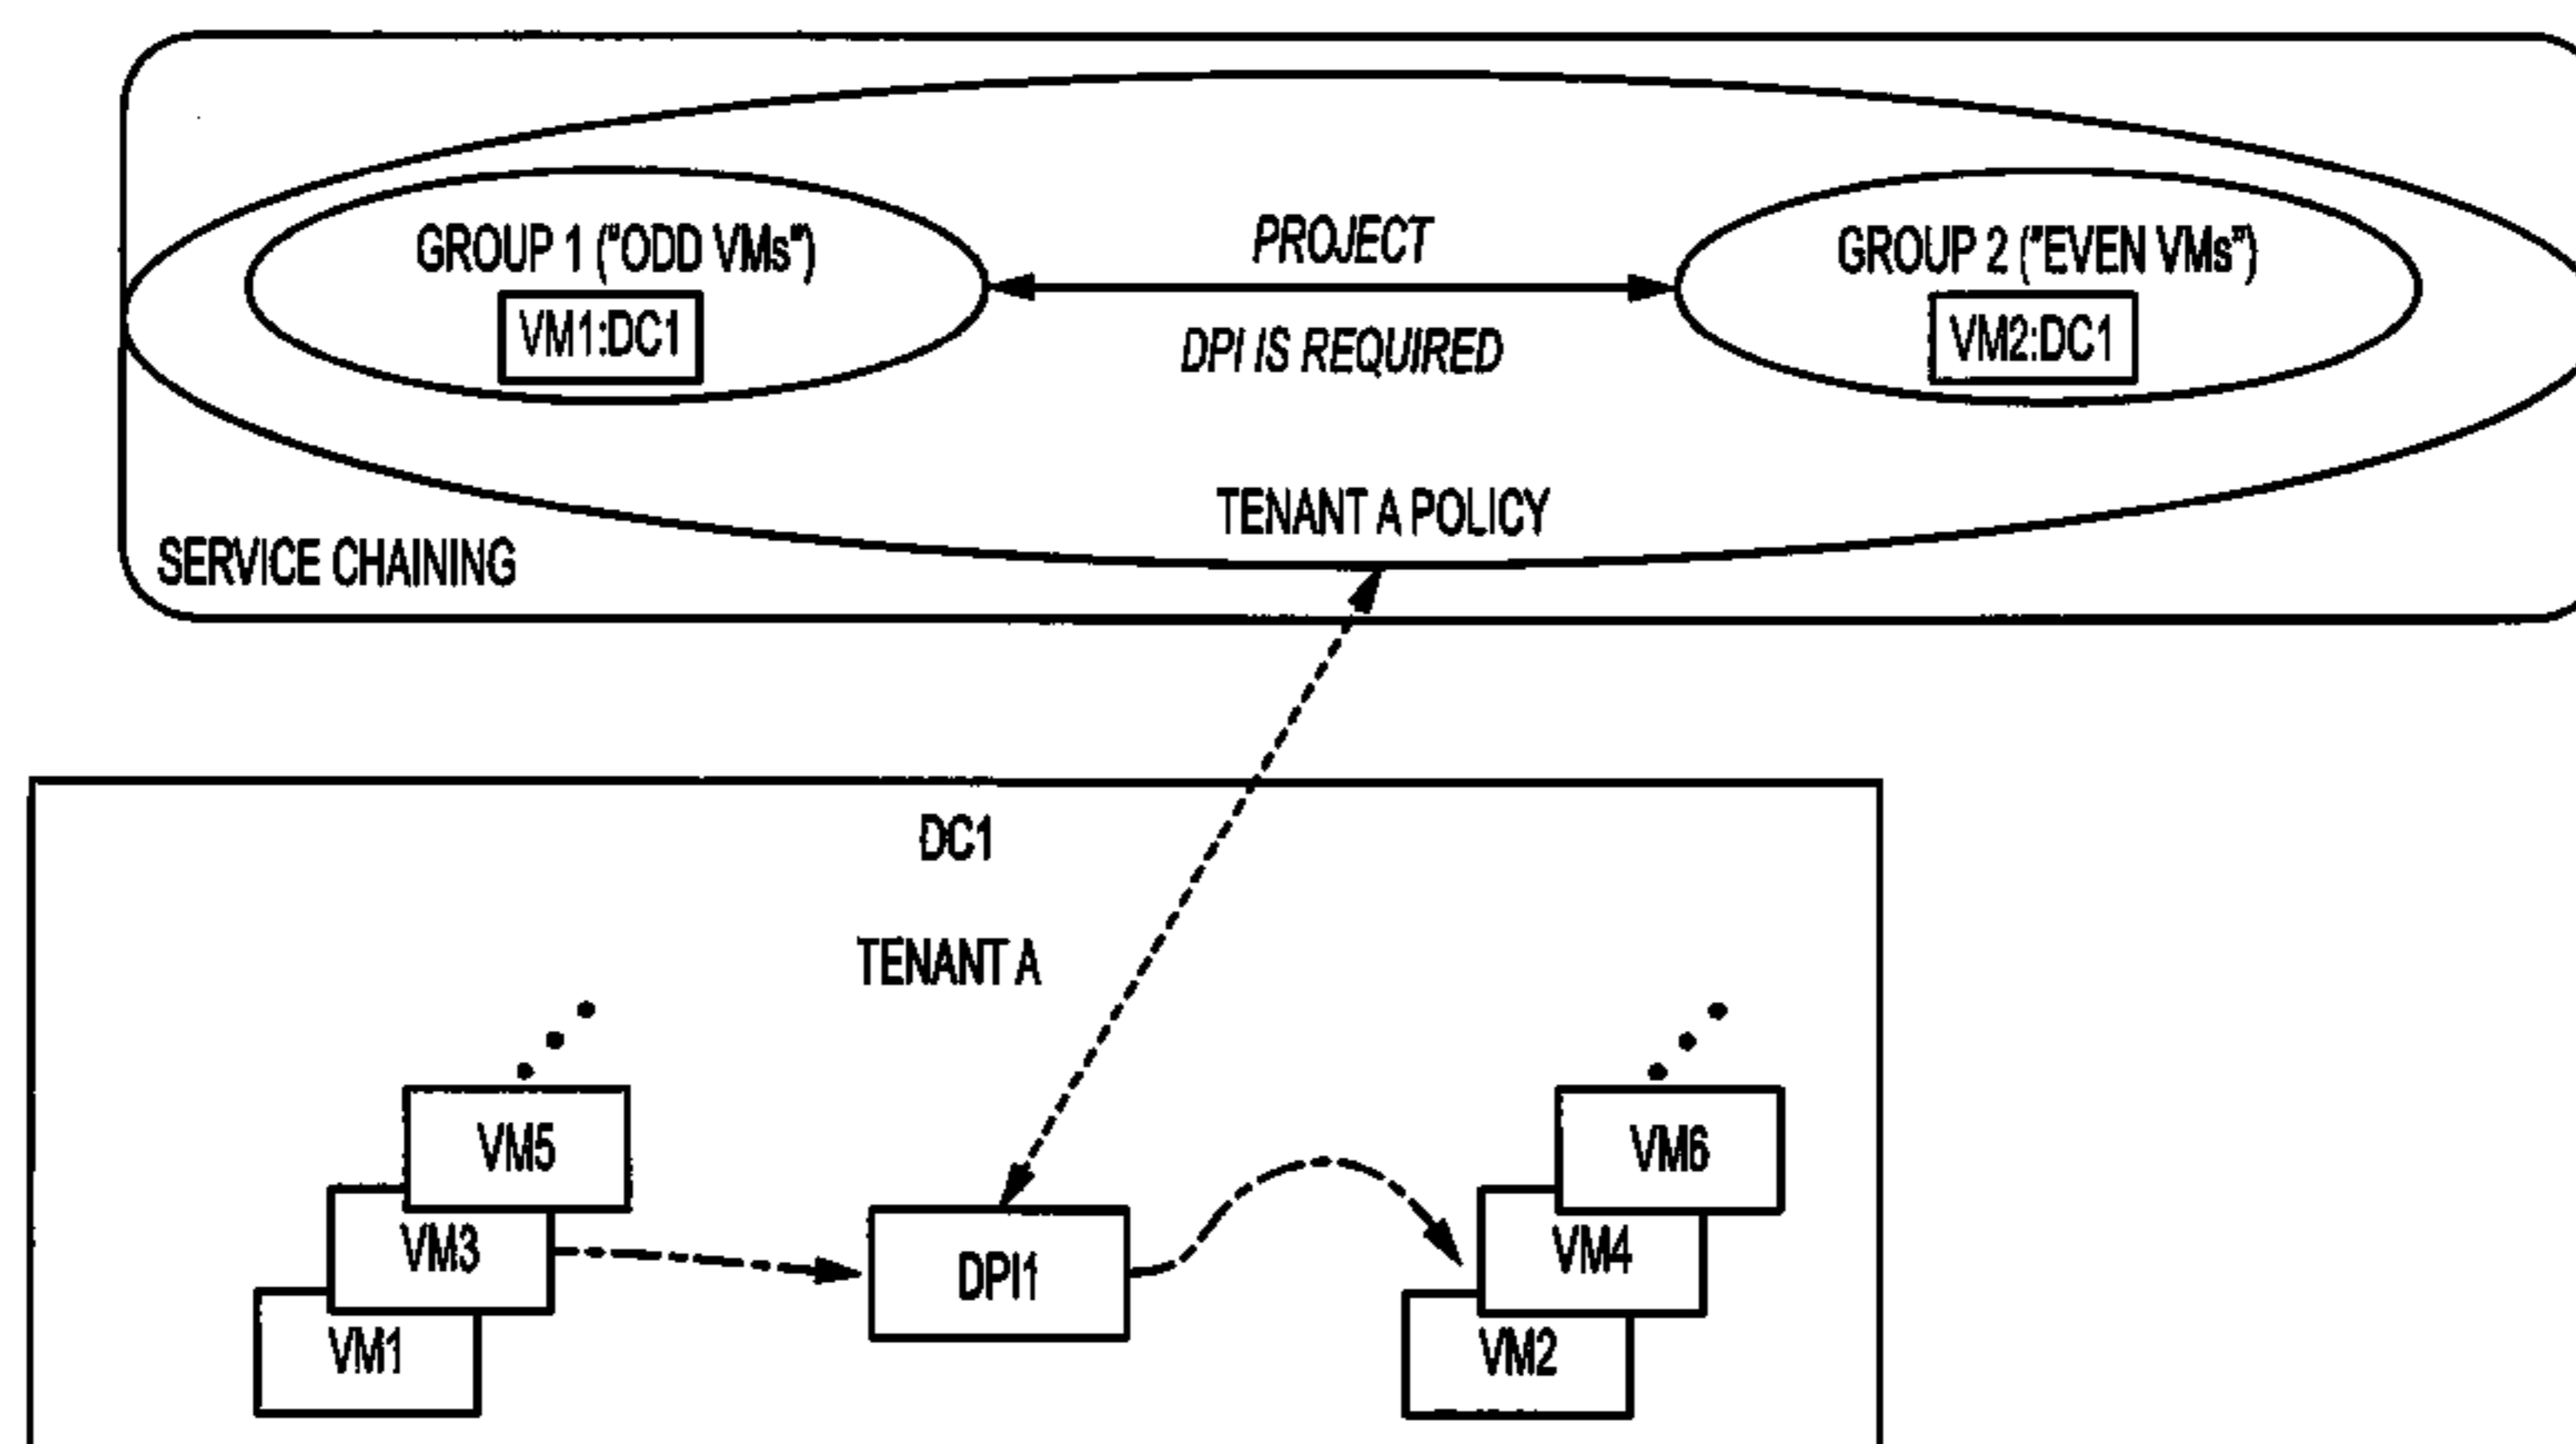 GROUP 1 ("ODD VMs")
VM1:DC1
PROJECT
DPI IS REQUIRED
GROUP 2 ("EVEN VMs")
VM2:DC1
TENANT A POLICY
SERVICE CHAINING
DC1
TENANT A
VM5
VM3
VM1
DPI1
VM6
VM4
VM2